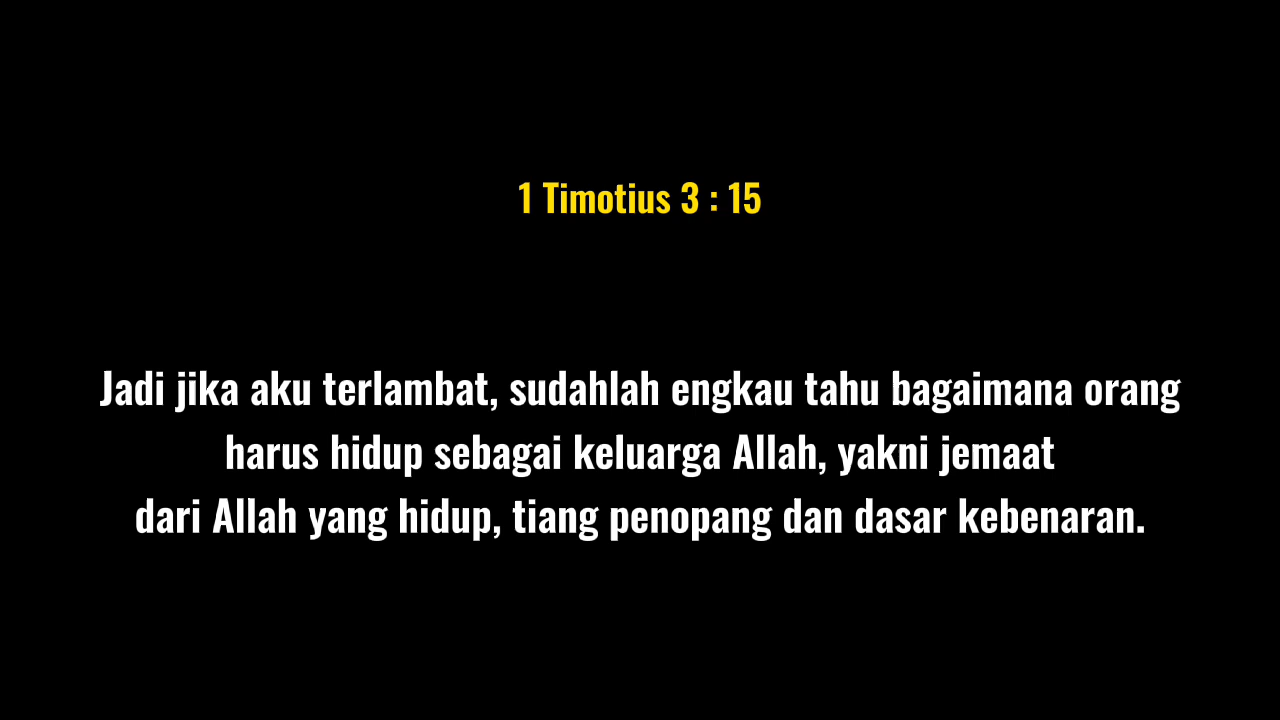 1 Timotius 3 : 15
Jadi jika aku terlambat, sudahlah engkau tahu bagaimana orang
harus hidup sebagai keluarga Allah, yakni jemaat
dari Allah yang hidup, tiang penopang dan dasar kebenaran.